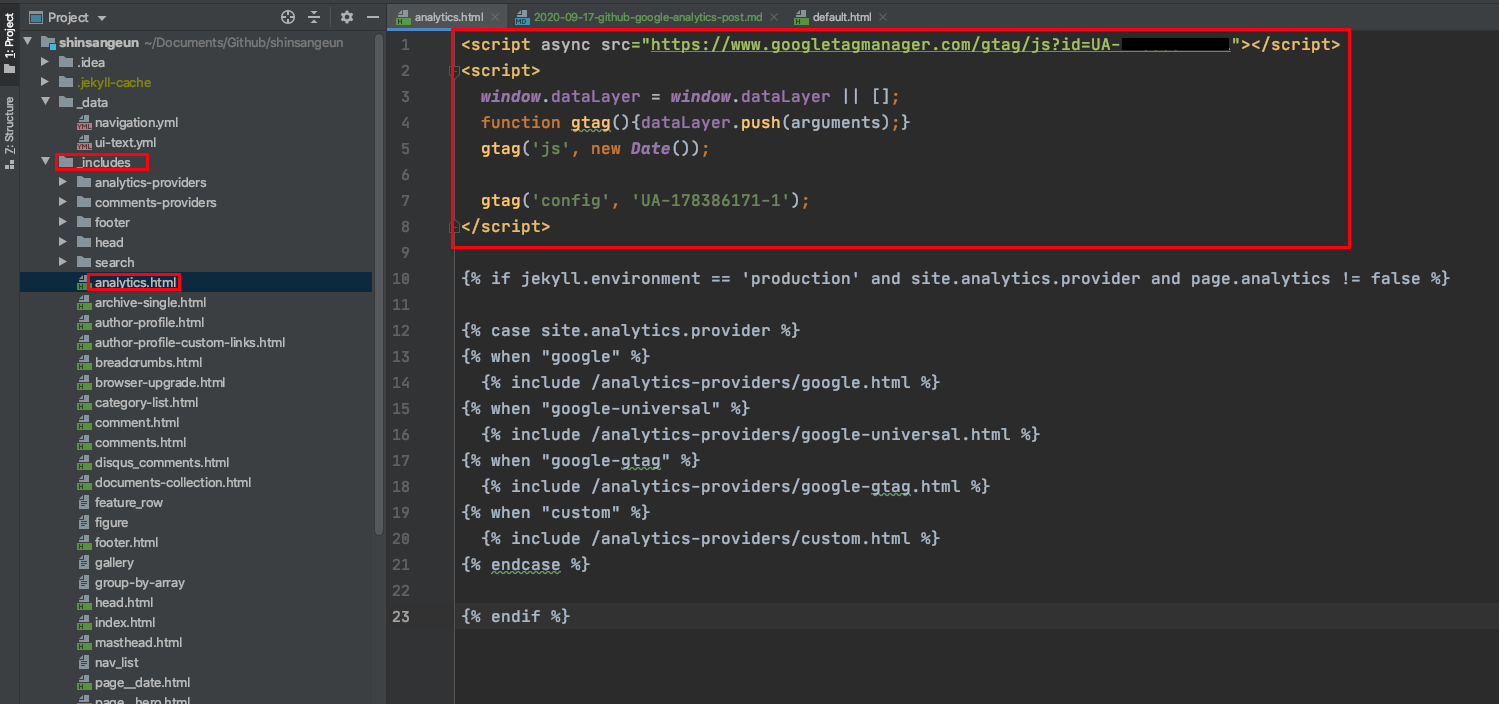 Project
analytics.html
2020-09-17-github-google-analytics-post.md
default.html
1: Project
Z: Structure
shinsangeun ~/Documents/Github/shinsangeun
.idea
.jekyll-cache
_data
navigation.yml
ui-text.yml
_includes
analytics-providers
comments-providers
footer
head
search
analytics.html
archive-single.html
author-profile.html
author-profile-custom-links.html
breadcrumbs.html
browser-upgrade.html
category-list.html
comment.html
comments.html
disqus_comments.html
documents-collection.html
feature_row
figure
footer.html
gallery
group-by-array
head.html
index.html
masthead.html
nav_list
page__date.html
page__hero.html
1 <script async src="https://www.googletagmanager.com/gtag/js?id=UA-"></script>
2 <script>
3 window.dataLayer = window.dataLayer || [];
4 function gtag(){dataLayer.push(arguments);}
5 gtag('js', new Date());
6
7 gtag('config', 'UA-178386171-1');
8 </script>
9
10 {% if jekyll.environment == 'production' and site.analytics.provider and page.analytics != false %}
11
12 {% case site.analytics.provider %}
13 {% when "google" %}
14 {% include /analytics-providers/google.html %}
15 {% when "google-universal" %}
16 {% include /analytics-providers/google-universal.html %}
17 {% when "google-gtag" %}
18 {% include /analytics-providers/google-gtag.html %}
19 {% when "custom" %}
20 {% include /analytics-providers/custom.html %}
21 {% endcase %}
22
23 {% endif %}